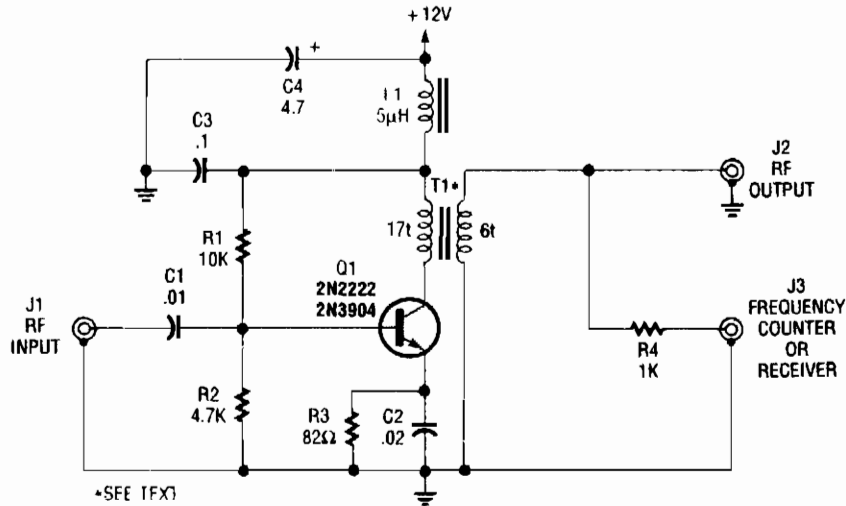 + 12V
+
C4
4.7
5µH
C3
.1
T1*
17t
6t
J2
RF
OUTPUT
R1
10K
Q1
2N2222
2N3904
C1
.01
J1
RF
INPUT
J3
FREQUENCY
COUNTER
OR
RECEIVER
R4
1K
R2
4.7K
R3
82Ω
C2
.02
*SEE TEXT